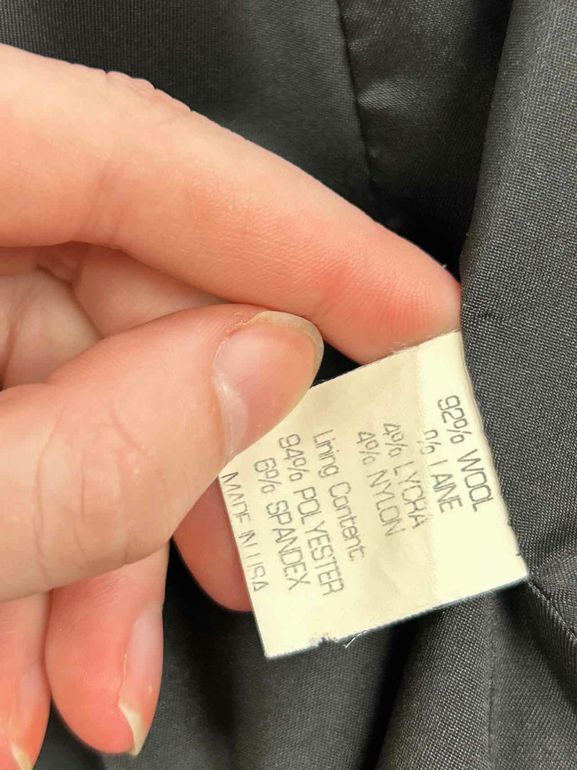 92% WOOL
% LAINE
4% LYCRA
4% NYLON
Lining Content:
94% POLYESTER
6% SPANDEX
MADE IN USA